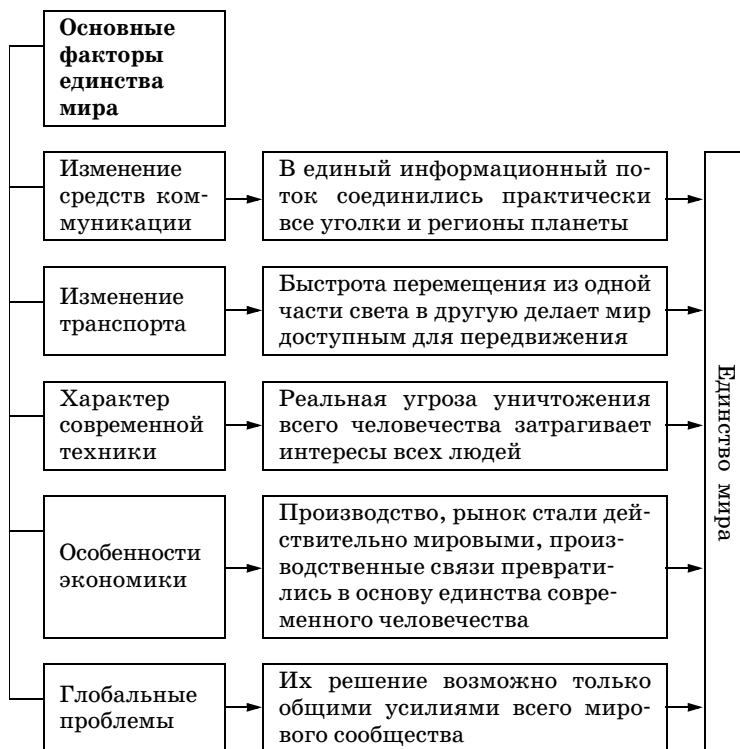 Основные
факторы
единства
мира
Изменение
средств ком-
муникации
В единый информационный по-
ток соединились практически
все уголки и регионы планеты
Изменение
транспорта
Быстрота перемещения из одной
части света в другую делает мир
доступным для передвижения
Характер
современной
техники
Реальная угроза уничтожения
всего человечества затрагивает
интересы всех людей
Особенности
экономики
Производство, рынок стали дей-
ствительно мировыми, произ-
водственные связи преврати-
лись в основу единства совре-
менного человечества
Глобальные
проблемы
Их решение возможно только
общими усилиями всего миро-
вого сообщества
Единство мира